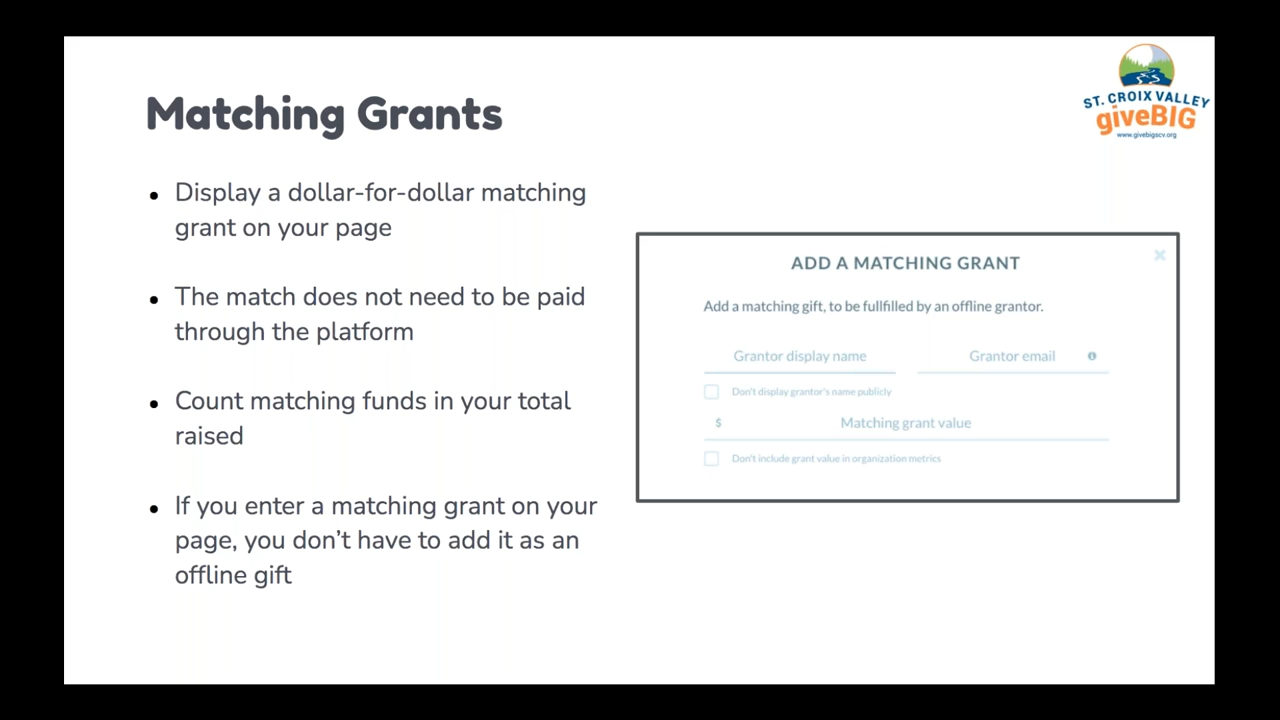 ST. CROIX VALLEY
giveBIG
www.givebigscv.org
Matching Grants
• Display a dollar-for-dollar matching
grant on your page
• The match does not need to be paid
through the platform
• Count matching funds in your total
raised
• If you enter a matching grant on your
page, you don’t have to add it as an
offline gift
ADD A MATCHING GRANT
Add a matching gift, to be fullfilled by an offline grantor.
Grantor display name
Grantor email
Don't display grantor's name publicly
$ Matching grant value
Don't include grant value in organization metrics